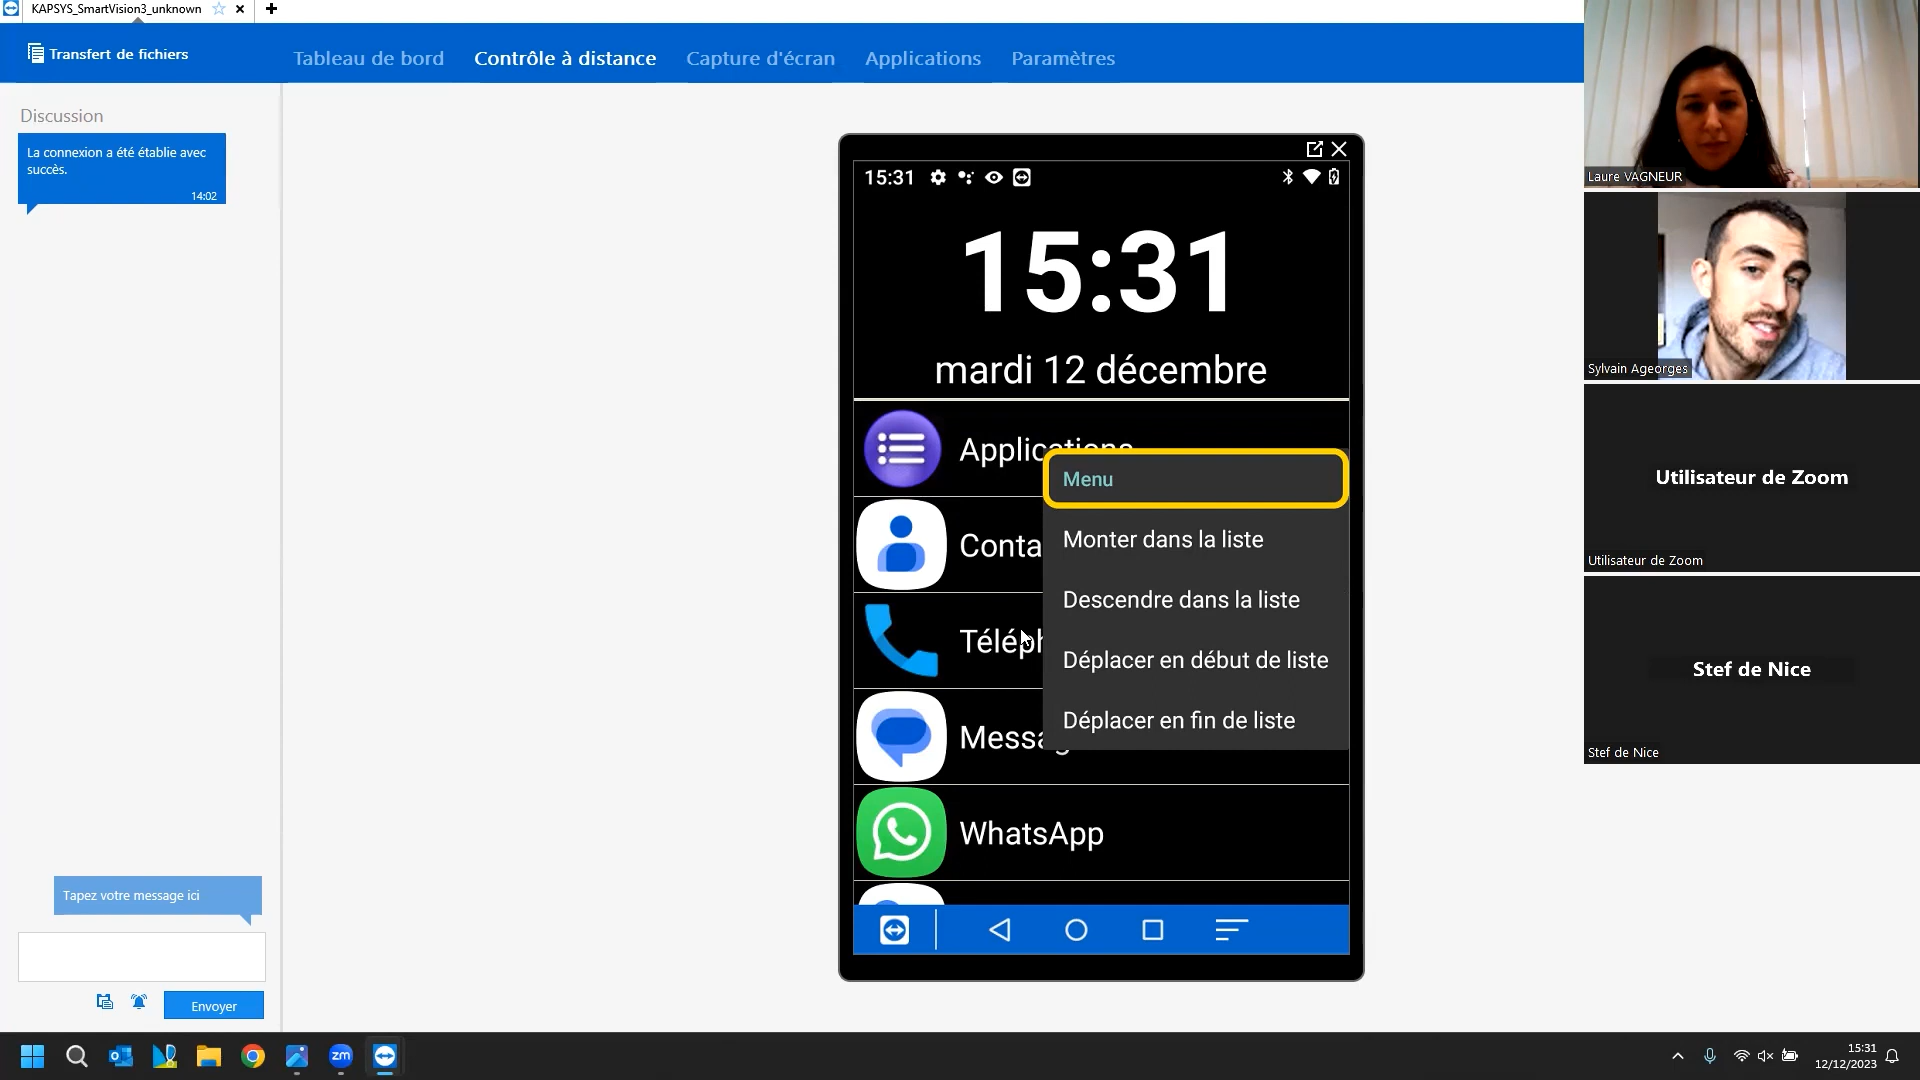 KAPSYS_SmartVision3_unknown
Transfert de fichiers
Tableau de bord
Contrôle à distance
Capture d'écran
Applications
Paramètres
Discussion
La connexion a été établie avec
succès.
14:02
15:31
15:31
mardi 12 décembre
Applications
Menu
Conta
Monter dans la liste
Descendre dans la liste
Téléph
Déplacer en début de liste
Déplacer en fin de liste
Messag
WhatsApp
Tapez votre message ici
Envoyer
Laure VAGNEUR
Sylvain Ageorges
Utilisateur de Zoom
Utilisateur de Zoom
Stef de Nice
Stef de Nice
zm
15:31
12/12/2023